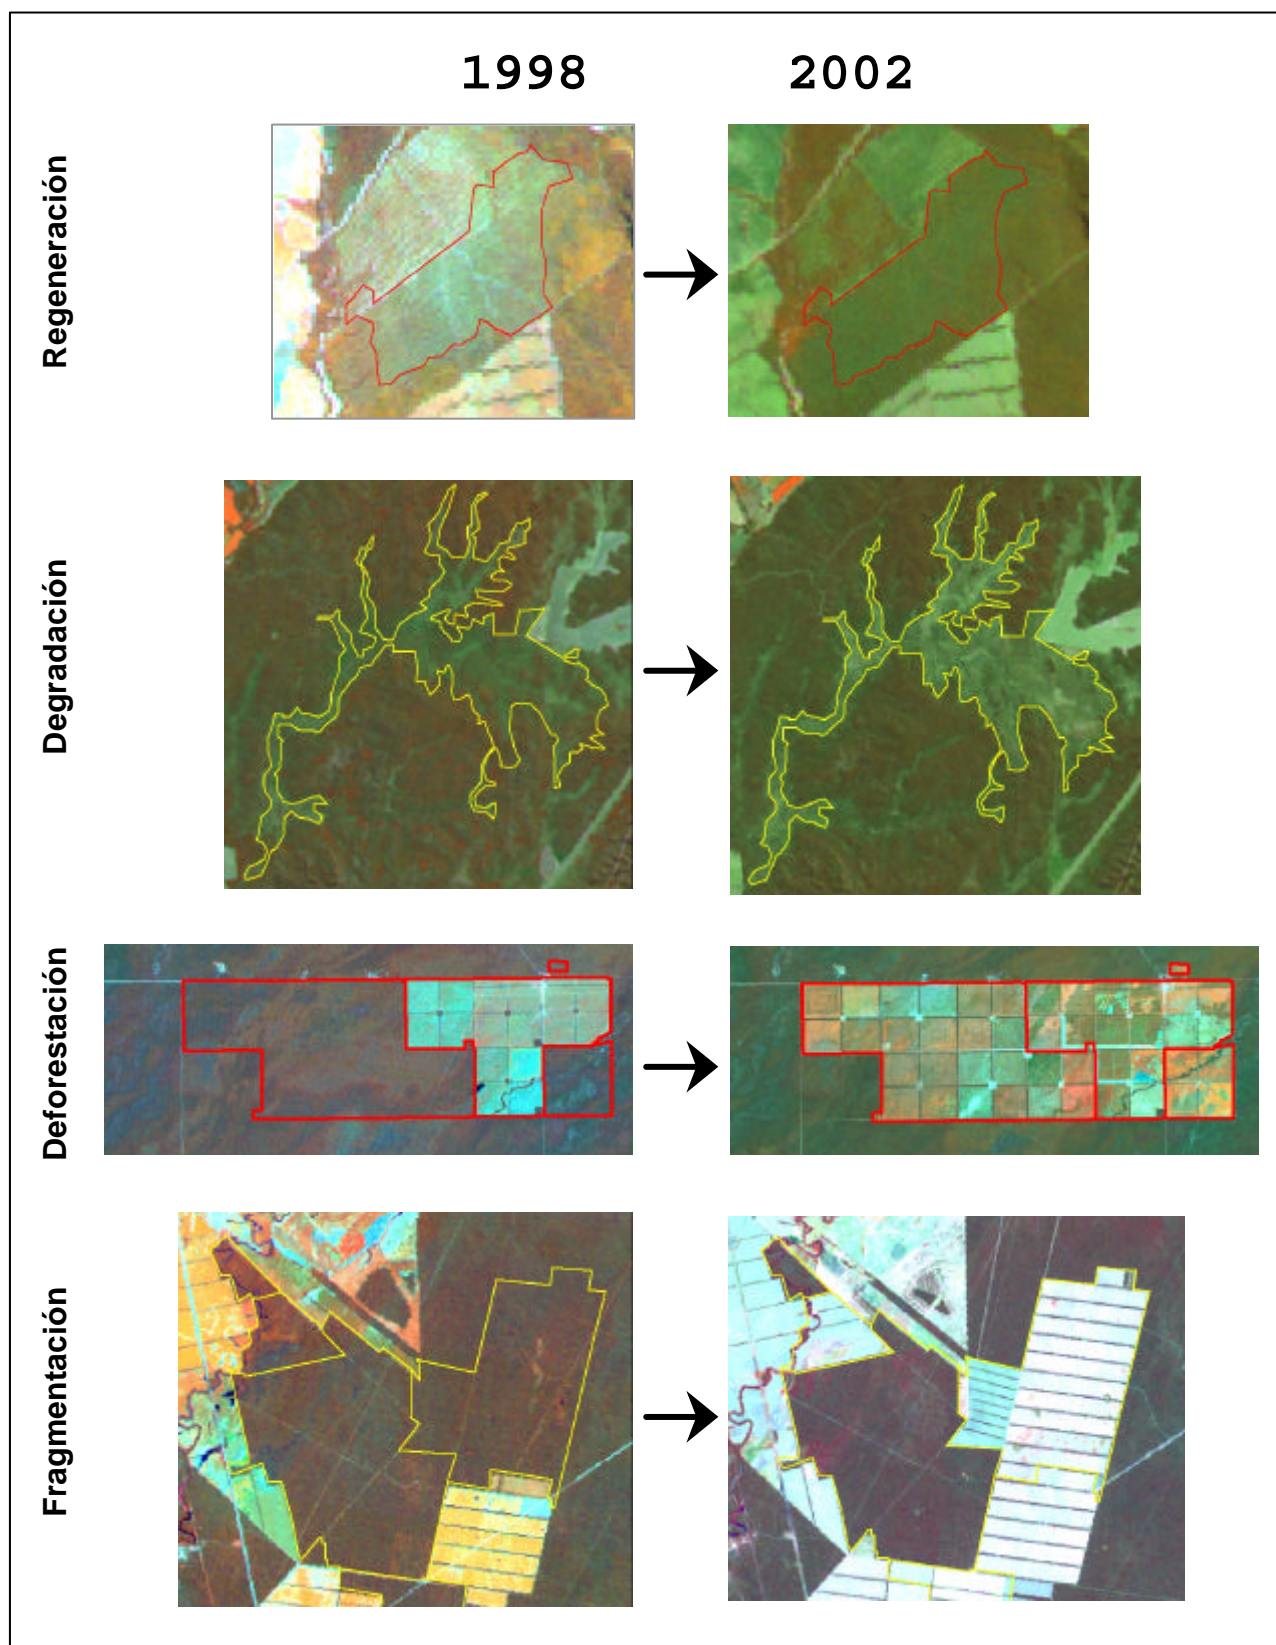 1998
2002
Regeneración
Degradación
Deforestación
Fragmentación